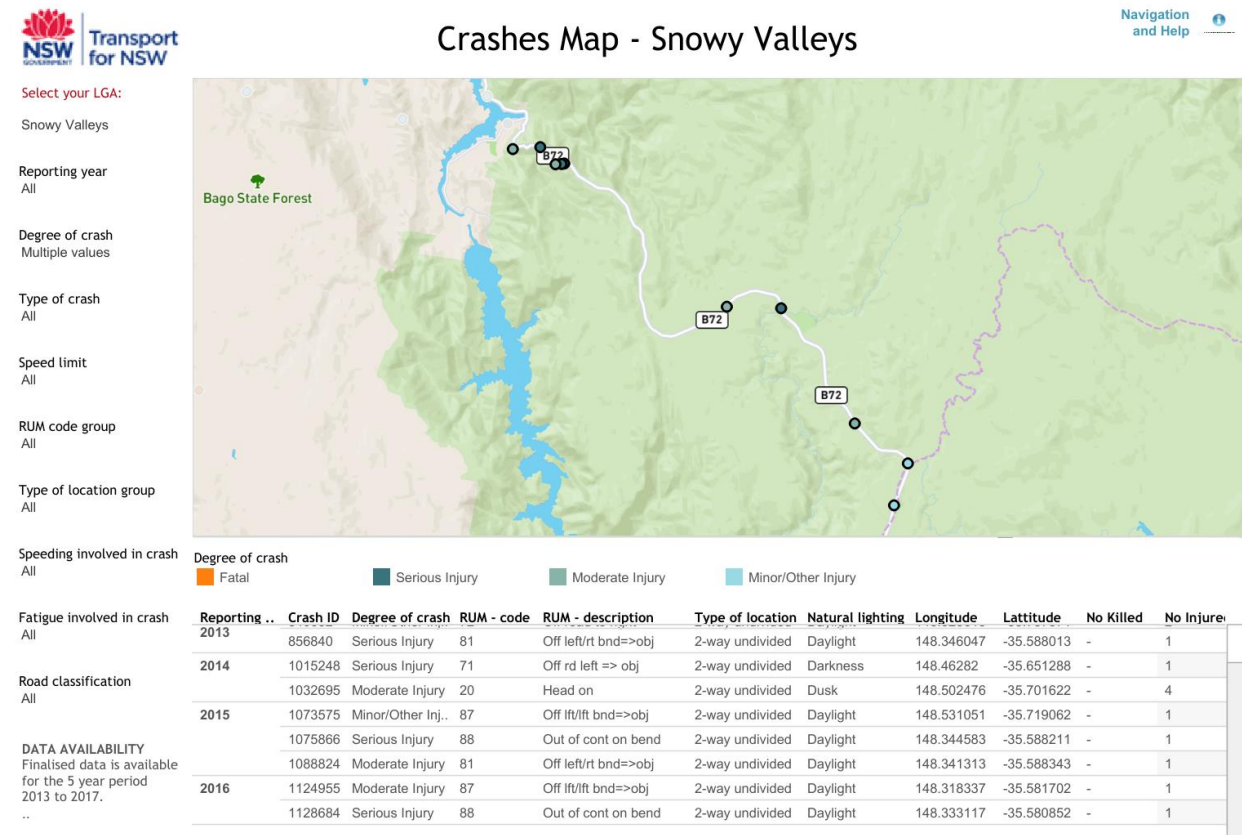 NSW
GOVERNMENT
Transport
for NSW
Crashes Map - Snowy Valleys
Navigation
and Help
Select your LGA:
Snowy Valleys
Reporting year
All
Degree of crash
Multiple values
Type of crash
All
Speed limit
All
RUM code group
All
Type of location group
All
Speeding involved in crash
All
Fatigue involved in crash
All
Road classification
All
DATA AVAILABILITY
Finalised data is available
for the 5 year period
2013 to 2017.
..
Bago State Forest
B72
B72
B72
Degree of crash
Fatal Serious Injury Moderate Injury Minor/Other Injury
Reporting .. Crash ID Degree of crash RUM - code RUM - description Type of location Natural lighting Longitude Lattitude No Killed No Injure
2013 856840 Serious Injury 81 Off left/rt bnd=>obj 2-way undivided Daylight 148.346047 -35.588013 - 1
2014 1015248 Serious Injury 71 Off rd left => obj 2-way undivided Darkness 148.46282 -35.651288 - 1
1032695 Moderate Injury 20 Head on 2-way undivided Dusk 148.502476 -35.701622 - 4
2015 1073575 Minor/Other Inj.. 87 Off lft/lft bnd=>obj 2-way undivided Daylight 148.531051 -35.719062 - 1
1075866 Serious Injury 88 Out of cont on bend 2-way undivided Daylight 148.344583 -35.588211 - 1
1088824 Moderate Injury 81 Off left/rt bnd=>obj 2-way undivided Daylight 148.341313 -35.588343 - 1
2016 1124955 Moderate Injury 87 Off lft/lft bnd=>obj 2-way undivided Daylight 148.318337 -35.581702 - 1
1128684 Serious Injury 88 Out of cont on bend 2-way undivided Daylight 148.333117 -35.580852 - 1